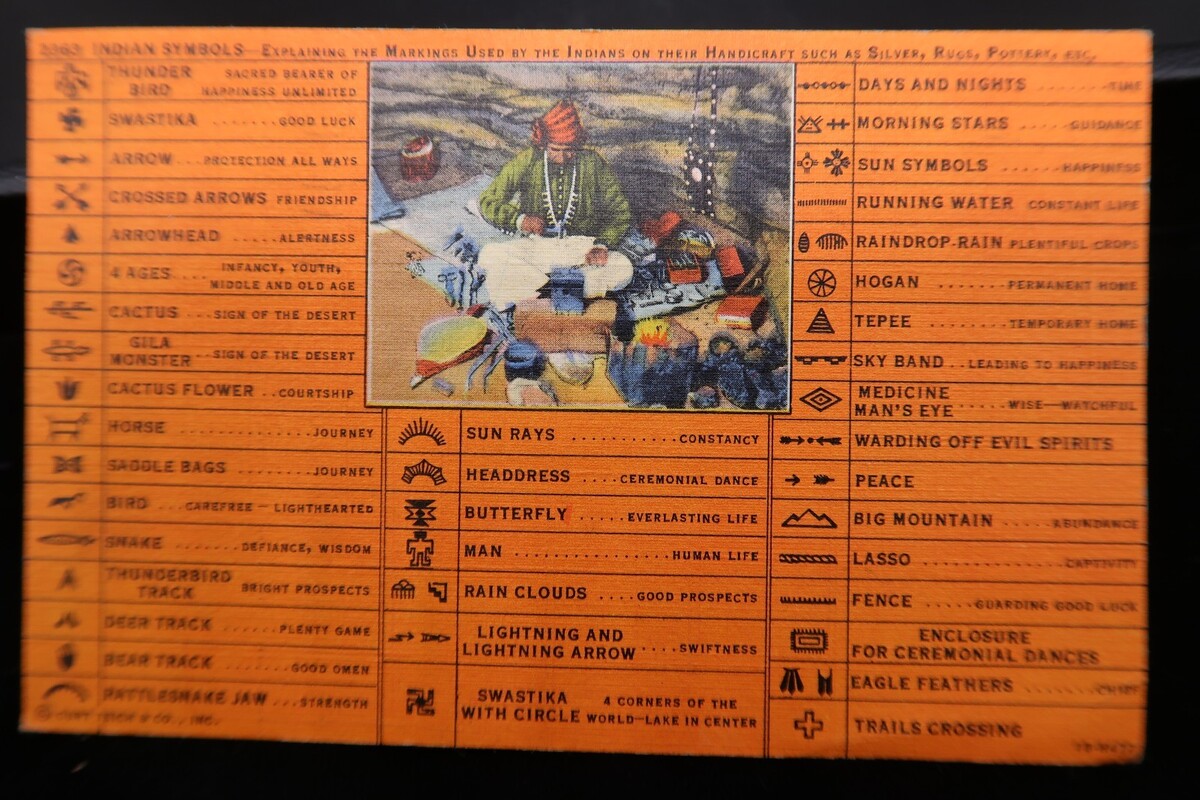 INDIAN SYMBOLS—EXPLAINING THE MARKINGS USED BY THE INDIANS ON THEIR HANDICRAFT SUCH AS SILVER, RUGS, POTTERY, ETC.
THUNDER BIRD SACRED BEARER OF HAPPINESS UNLIMITED
SWASTIKA .......GOOD LUCK
ARROW...PROTECTION ALL WAYS
CROSSED ARROWS FRIENDSHIP
ARROWHEAD .....ALERTNESS
4 AGES.... INFANCY, YOUTH, MIDDLE AND OLD AGE
CACTUS ...SIGN OF THE DESERT
GILA MONSTER..SIGN OF THE DESERT
CACTUS FLOWER ..COURTSHIP
HORSE .............JOURNEY
SADDLE BAGS ........JOURNEY
BIRD ...CAREFREE — LIGHTHEARTED
SNAKE .......DEFIANCE, WISDOM
THUNDERBIRD TRACK BRIGHT PROSPECTS
DEER TRACK ......PLENTY GAME
BEAR TRACK .......GOOD OMEN
RATTLESNAKE JAW ...STRENGTH
© CURT TEICH & CO., INC.
SUN RAYS ..........CONSTANCY
HEADDRESS ....CEREMONIAL DANCE
BUTTERFLY .....EVERLASTING LIFE
MAN ................HUMAN LIFE
RAIN CLOUDS ....GOOD PROSPECTS
LIGHTNING AND LIGHTNING ARROW ....SWIFTNESS
SWASTIKA WITH CIRCLE 4 CORNERS OF THE WORLD—LAKE IN CENTER
DAYS AND NIGHTS ........TIME
MORNING STARS .....GUIDANCE
SUN SYMBOLS ......HAPPINESS
RUNNING WATER CONSTANT LIFE
RAINDROP-RAIN PLENTIFUL CROPS
HOGAN .......PERMANENT HOME
TEPEE ........TEMPORARY HOME
SKY BAND ..LEADING TO HAPPINESS
MEDICINE MAN'S EYE .....WISE—WATCHFUL
WARDING OFF EVIL SPIRITS
PEACE
BIG MOUNTAIN .....ABUNDANCE
LASSO ..............CAPTIVITY
FENCE .....GUARDING GOOD LUCK
ENCLOSURE FOR CEREMONIAL DANCES
EAGLE FEATHERS ........CHIEF
TRAILS CROSSING